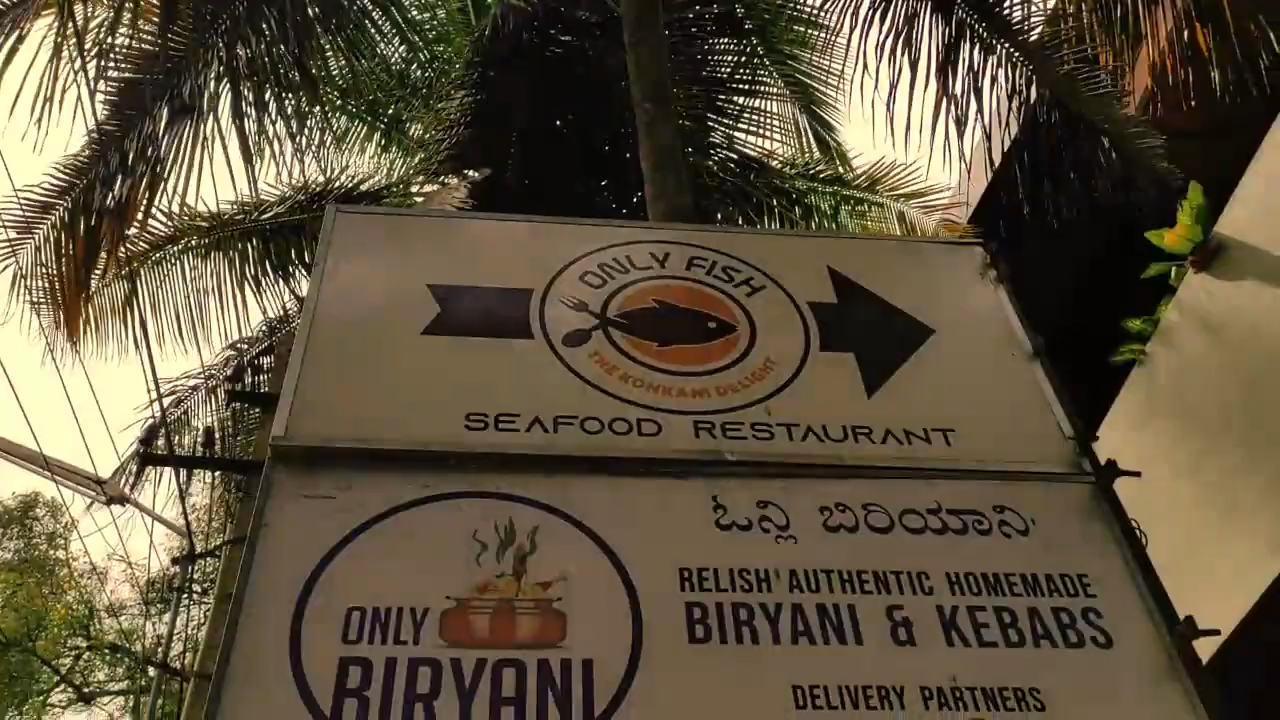 ONLY FISH
THE KONKANI DELIGHT
SEAFOOD RESTAURANT
ONLY
BIRYANI
ಓನ್ಲಿ ಬಿರಿಯಾನಿ
RELISH AUTHENTIC HOMEMADE
BIRYANI & KEBABS
DELIVERY PARTNERS